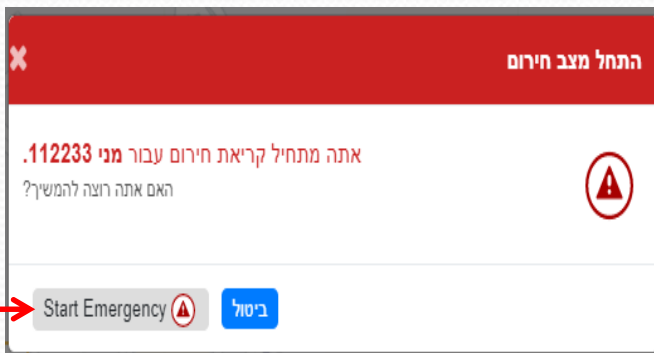 התחל מצב חירום
אתה מתחיל קריאת חירום עבור מני 112233.
האם אתה רוצה להמשיך?
ביטול
Start Emergency